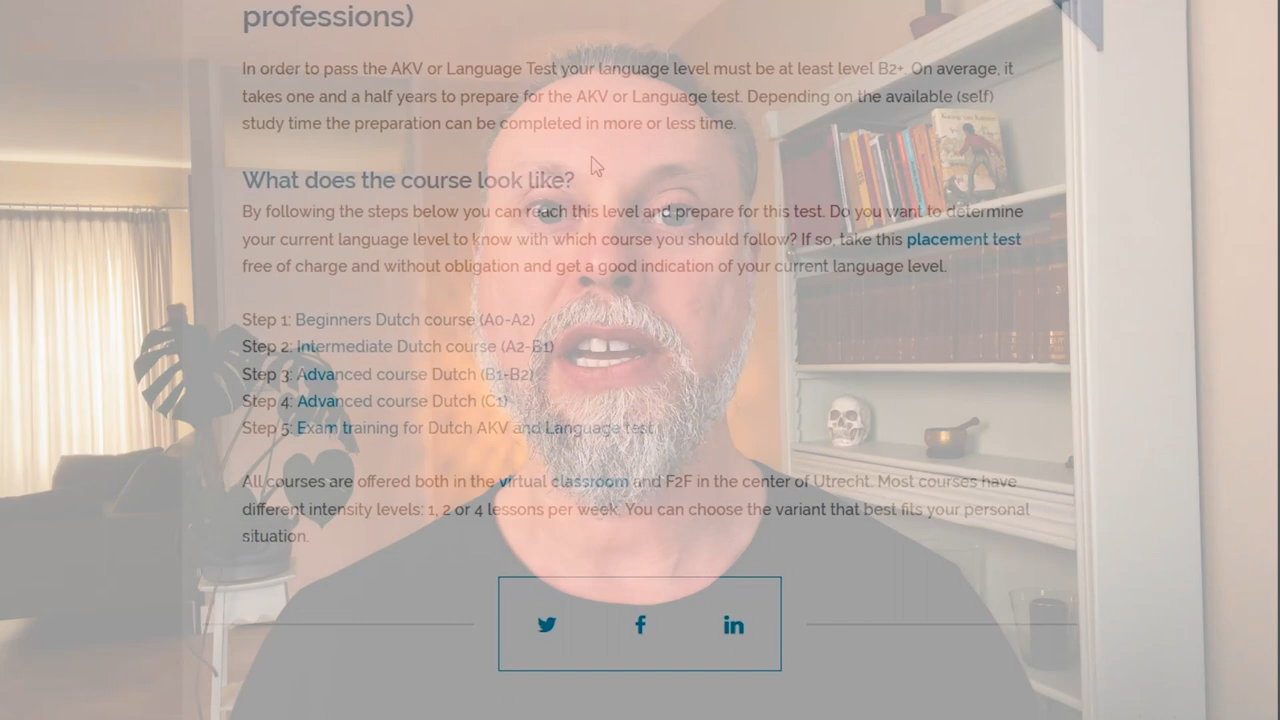 professions)
In order to pass the AKV or Language Test your language level must be at least level B2+. On average, it
takes one and a half years to prepare for the AKV or Language test. Depending on the available (self)
study time the preparation can be completed in more or less time.
What does the course look like?
By following the steps below you can reach this level and prepare for this test. Do you want to determine
your current language level to know with which course you should follow? If so, take this placement test
free of charge and without obligation and get a good indication of your current language level.
Step 1: Beginners Dutch course (A0-A2)
Step 2: Intermediate Dutch course (A2-B1)
Step 3: Advanced course Dutch (B1-B2)
Step 4: Advanced course Dutch (C1)
Step 5: Exam training for Dutch AKV and Language test
All courses are offered both in the virtual classroom and F2F in the center of Utrecht. Most courses have
different intensity levels: 1, 2 or 4 lessons per week. You can choose the variant that best fits your personal
situation.